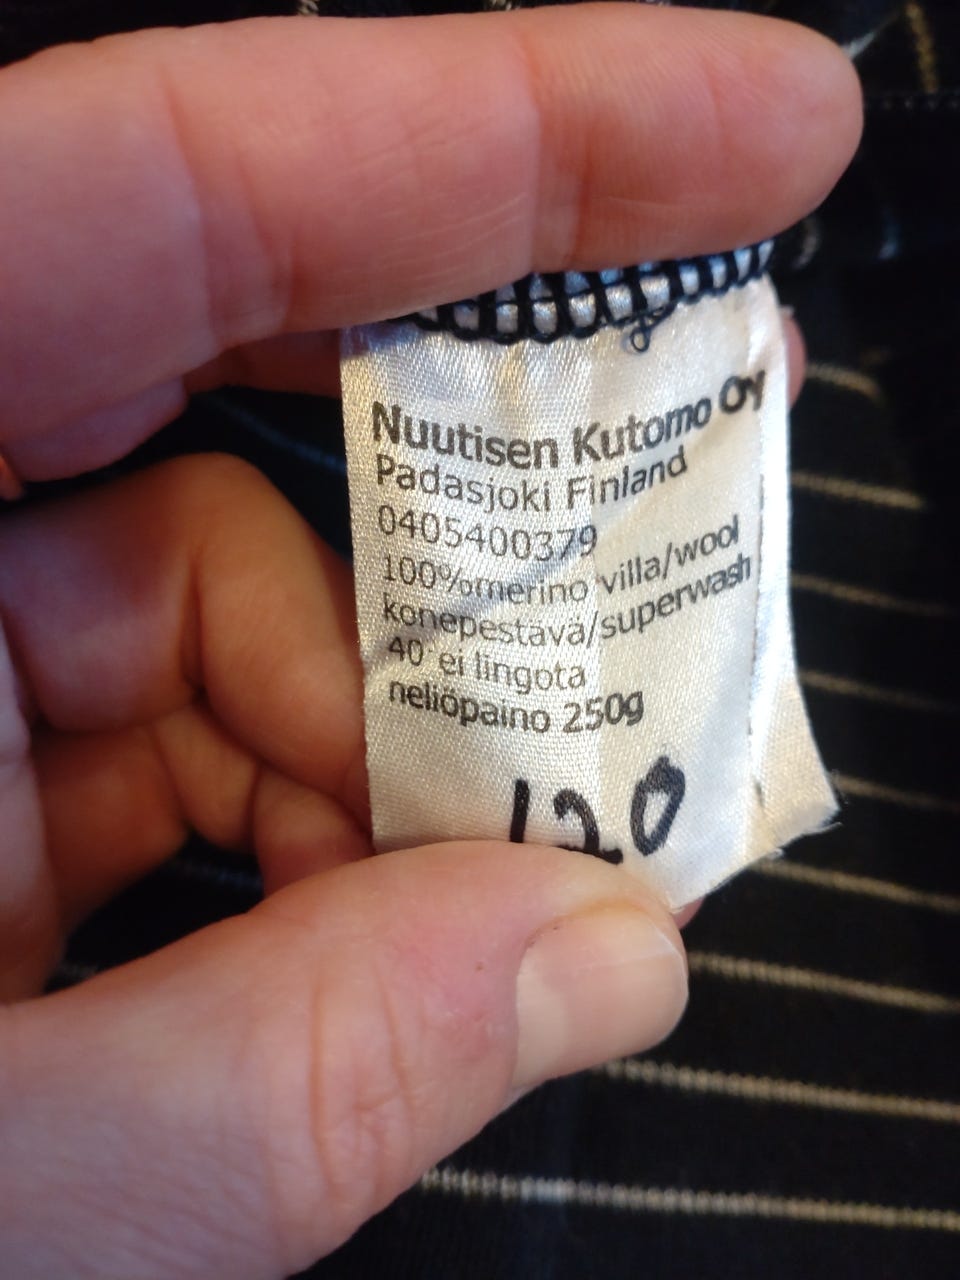 Nuutisen Kutomo Oy
Padasjoki Finland
0405400379
100%merino villa/wool
konepestävä/superwash
40° ei lingota
neliöpaino 250g
120